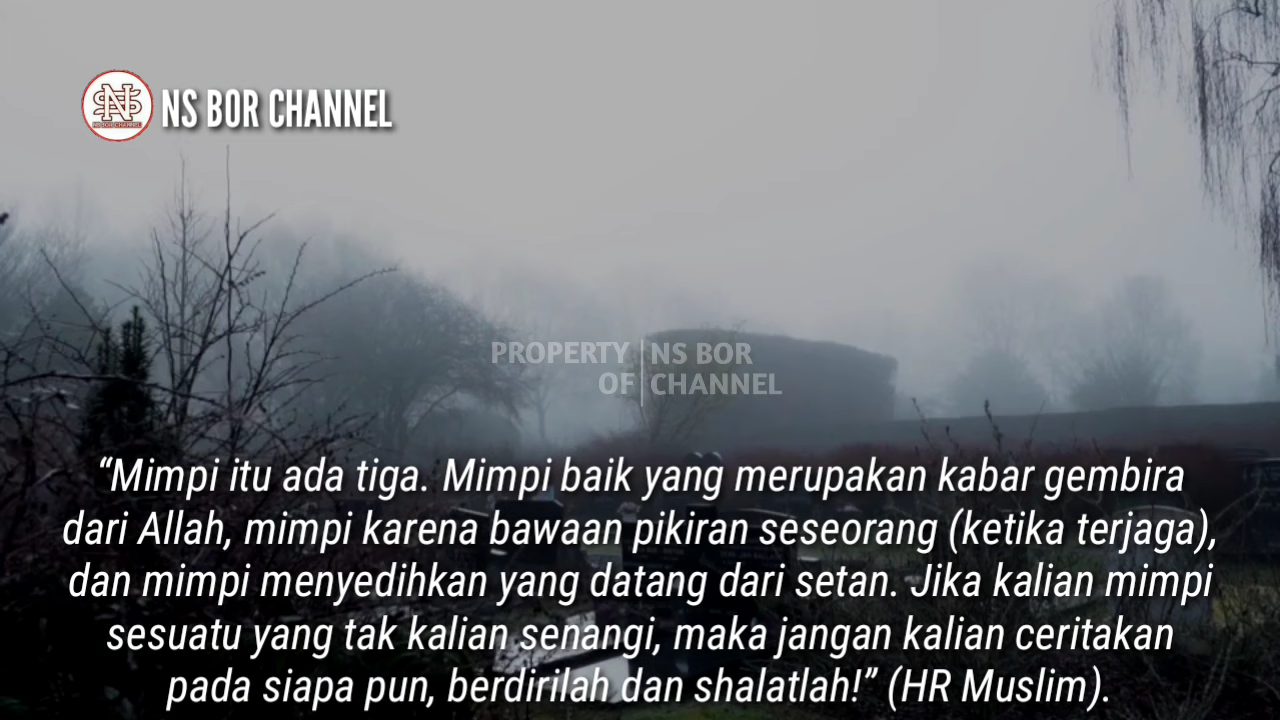 NS BOR CHANNEL
PROPERTY NS BOR
OF CHANNEL
“Mimpi itu ada tiga. Mimpi baik yang merupakan kabar gembira
dari Allah, mimpi karena bawaan pikiran seseorang (ketika terjaga),
dan mimpi menyedihkan yang datang dari setan. Jika kalian mimpi
sesuatu yang tak kalian senangi, maka jangan kalian ceritakan
pada siapa pun, berdirilah dan shalatlah!” (HR Muslim).